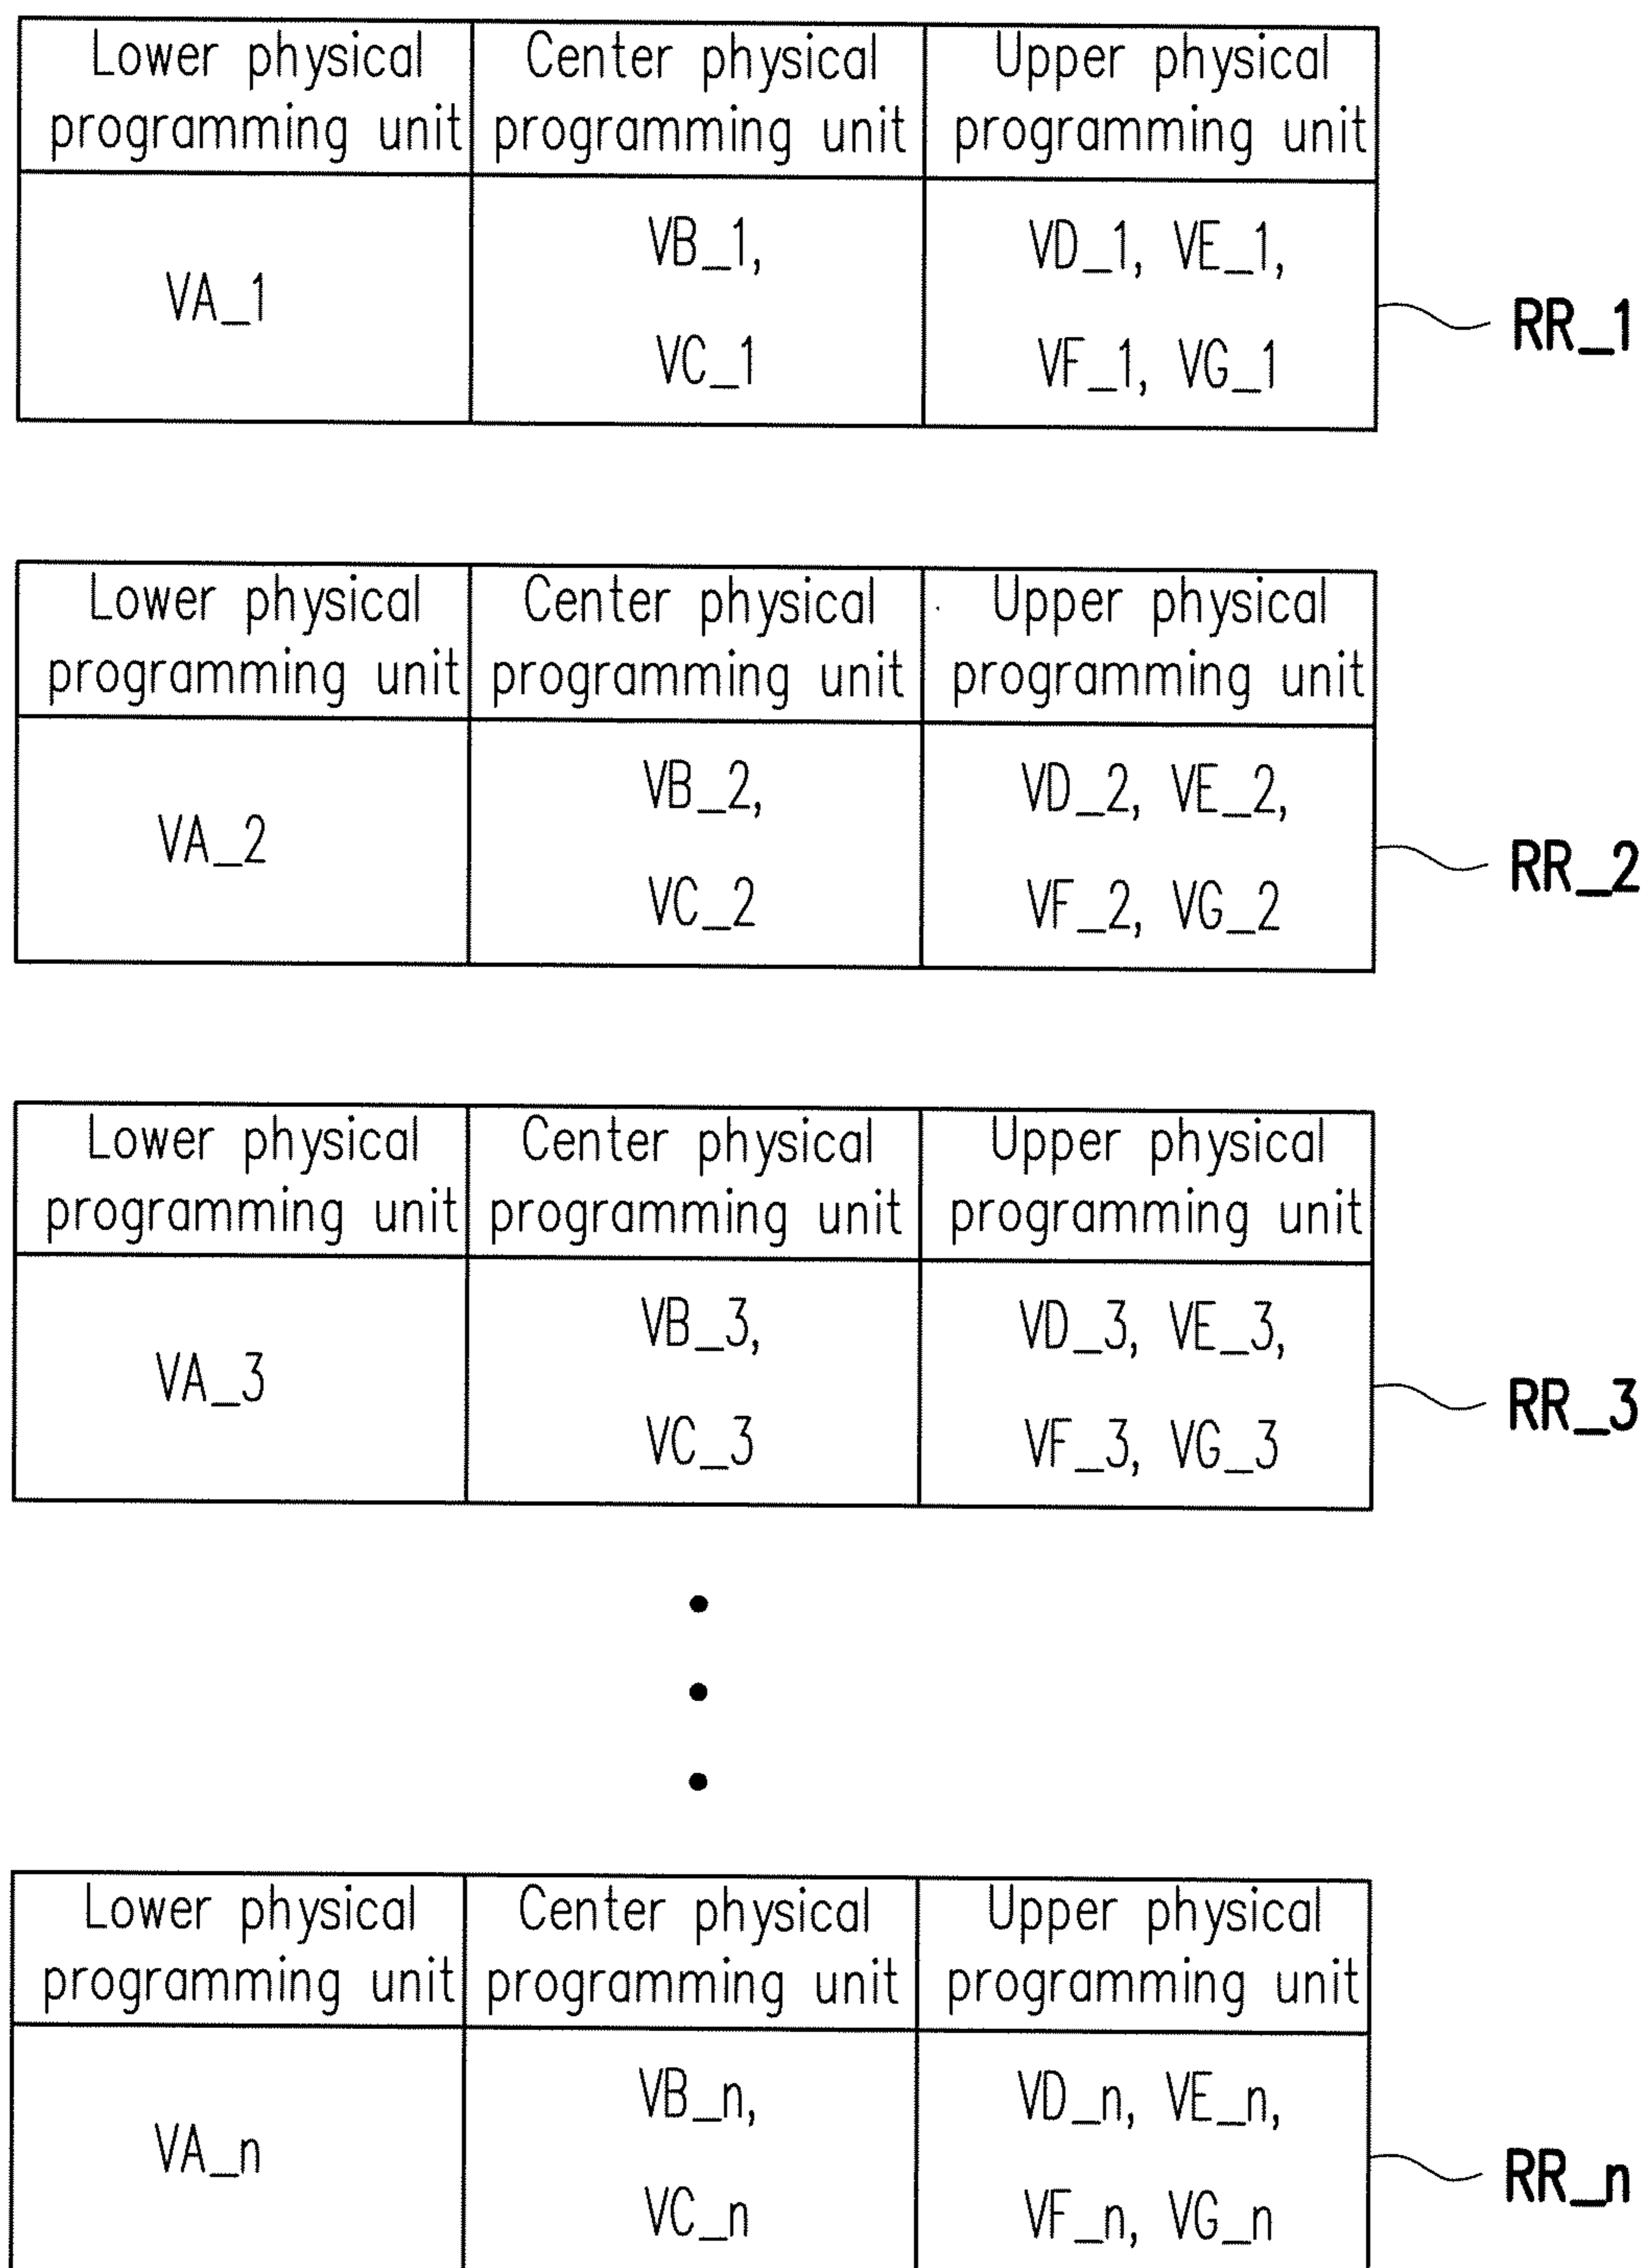 Lower physical programming unit
Center physical programming unit
Upper physical programming unit
VA_1
VB_1,
VC_1
VD_1, VE_1,
VF_1, VG_1
RR_1
Lower physical programming unit
Center physical programming unit
Upper physical programming unit
VA_2
VB_2,
VC_2
VD_2, VE_2,
VF_2, VG_2
RR_2
Lower physical programming unit
Center physical programming unit
Upper physical programming unit
VA_3
VB_3,
VC_3
VD_3, VE_3,
VF_3, VG_3
RR_3
Lower physical programming unit
Center physical programming unit
Upper physical programming unit
VA_n
VB_n,
VC_n
VD_n, VE_n,
VF_n, VG_n
RR_n